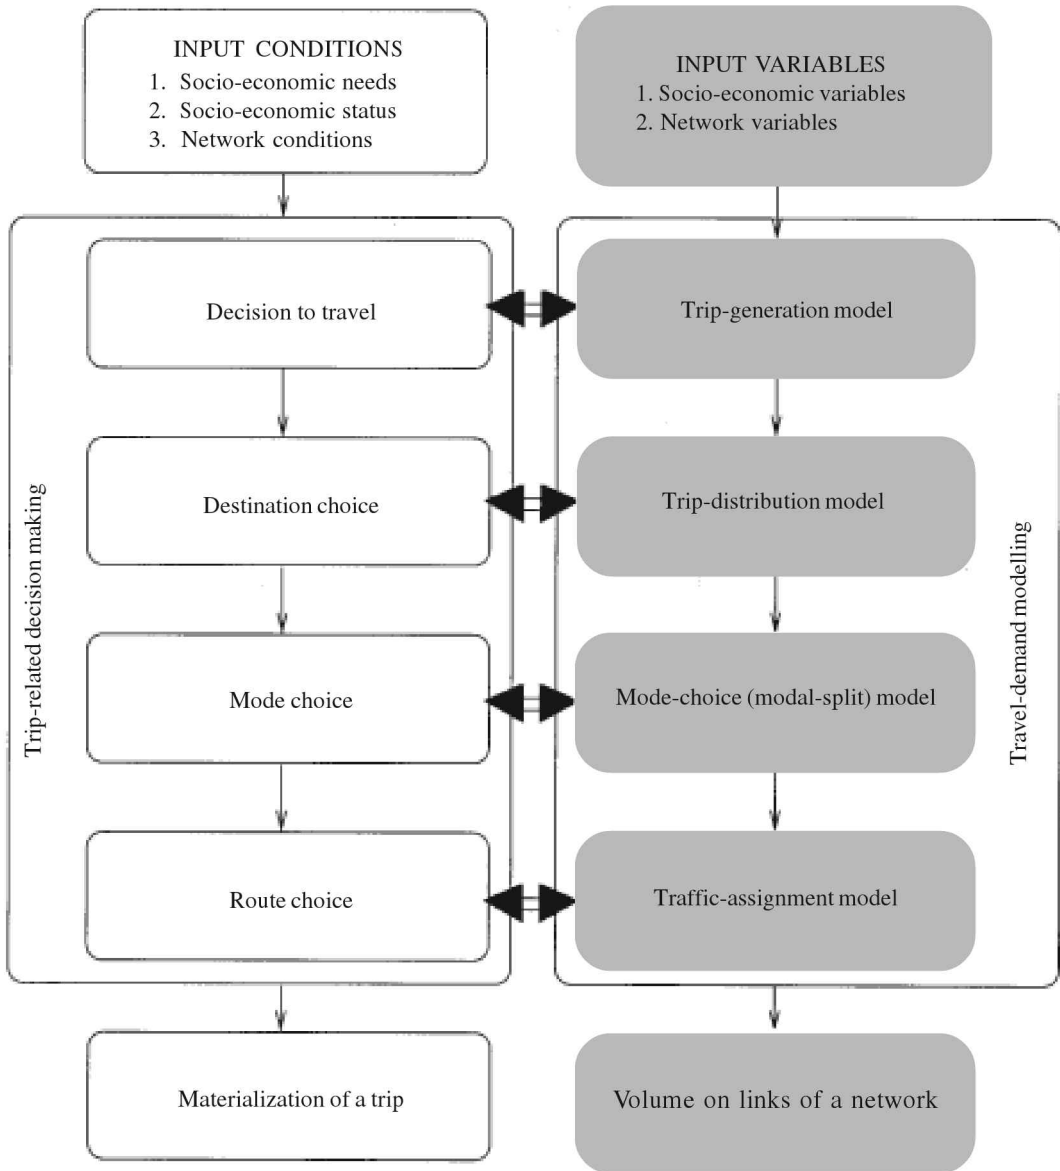 INPUT CONDITIONS
1. Socio-economic needs
2. Socio-economic status
3. Network conditions
INPUT VARIABLES
1. Socio-economic variables
2. Network variables
Trip-related decision making
Decision to travel
Destination choice
Mode choice
Route choice
Trip-generation model
Trip-distribution model
Mode-choice (modal-split) model
Traffic-assignment model
Travel-demand modelling
Materialization of a trip
Volume on links of a network